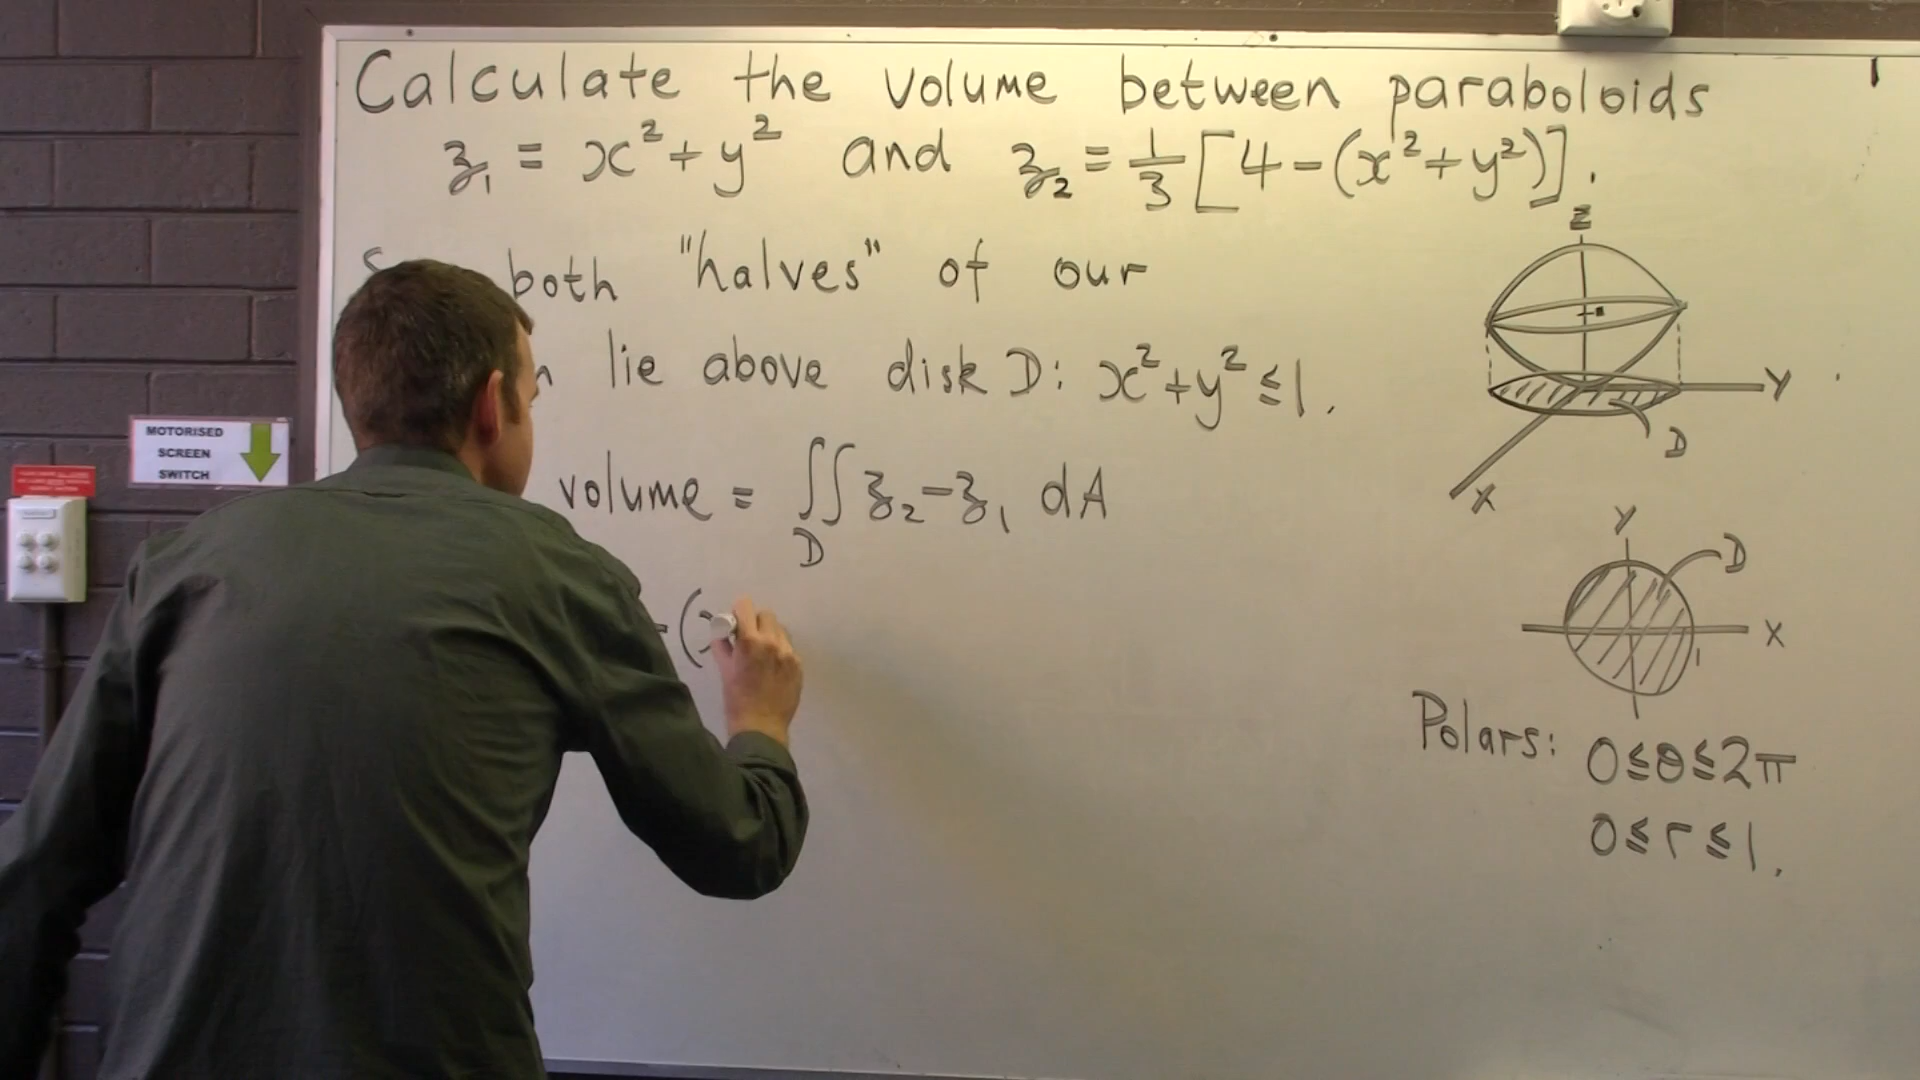 Calculate the volume between paraboloids
z₁ = x² + y² and z₂ = 1/3 [4 - (x² + y²)].
both "halves" of our
lie above disk D: x² + y² ≤ 1.
volume = ∬_D z₂ - z₁ dA
- (x
Z
Y
D
X
Y
D
X
1
Polars: 0 ≤ θ ≤ 2π
0 ≤ r ≤ 1.
MOTORISED
SCREEN
SWITCH